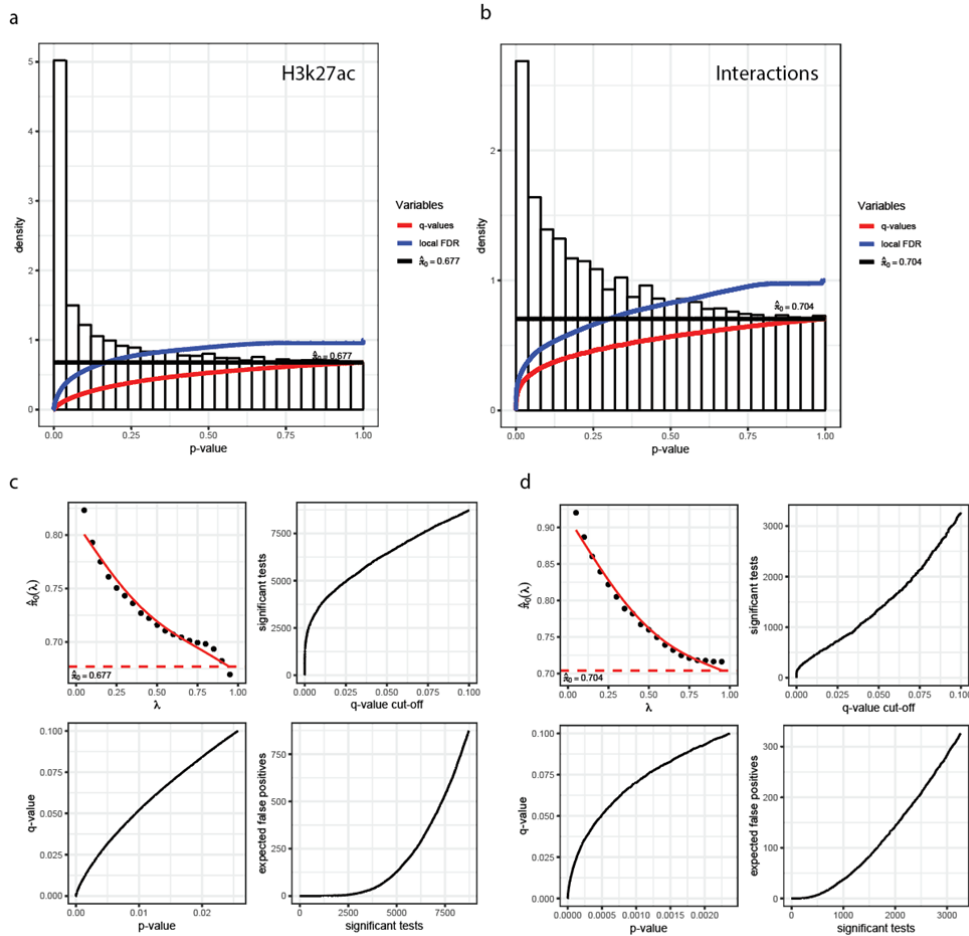 a
H3k27ac
5
4
3
2
1
0
density
0.00
0.25
0.50
0.75
1.00
p-value
π̂₀ = 0.677
Variables
q-values
local FDR
π̂₀ = 0.677
b
Interactions
2
1
0
density
0.00
0.25
0.50
0.75
1.00
p-value
π̂₀ = 0.704
Variables
q-values
local FDR
π̂₀ = 0.704
c
π̂₀(λ)
0.80
0.75
0.70
π̂₀ = 0.677
0.00
0.25
0.50
0.75
1.00
λ
significant tests
7500
5000
2500
0
0.000
0.025
0.050
0.075
0.100
q-value cut-off
q-value
0.100
0.075
0.050
0.025
0.000
0.00
0.01
0.02
p-value
expected false positives
750
500
250
0
0
2500
5000
7500
significant tests
d
π̂₀(λ)
0.90
0.85
0.80
0.75
0.70
π̂₀ = 0.704
0.00
0.25
0.50
0.75
1.00
λ
significant tests
3000
2000
1000
0
0.000
0.025
0.050
0.075
0.100
q-value cut-off
q-value
0.100
0.075
0.050
0.025
0.000
0.0000
0.0005
0.0010
0.0015
0.0020
p-value
expected false positives
300
200
100
0
0
1000
2000
3000
significant tests